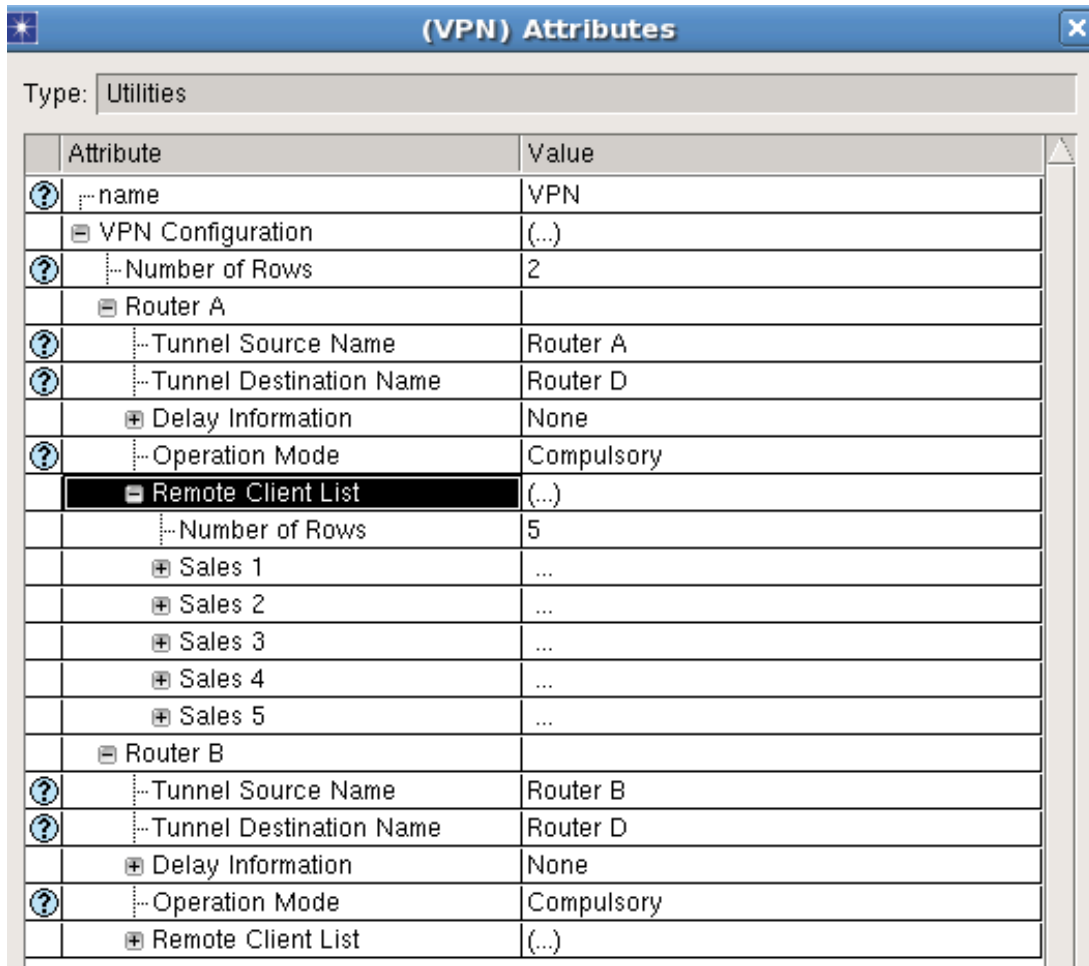 (VPN) Attributes
Type: Utilities
Attribute Value
name VPN
VPN Configuration (...)
Number of Rows 2
Router A
Tunnel Source Name Router A
Tunnel Destination Name Router D
Delay Information None
Operation Mode Compulsory
Remote Client List (...)
Number of Rows 5
Sales 1 ...
Sales 2 ...
Sales 3 ...
Sales 4 ...
Sales 5 ...
Router B
Tunnel Source Name Router B
Tunnel Destination Name Router D
Delay Information None
Operation Mode Compulsory
Remote Client List (...)